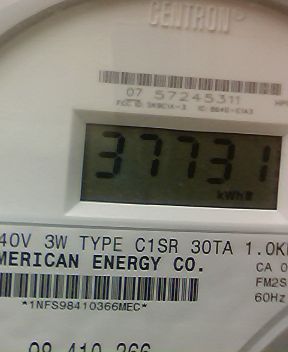 CENTRON
07 57245311
37731
kWh
40V 3W TYPE C1SR 30TA 1.0K
MERICAN ENERGY CO.
CA 0
FM2S
60Hz
*1NFS98410366MEC*